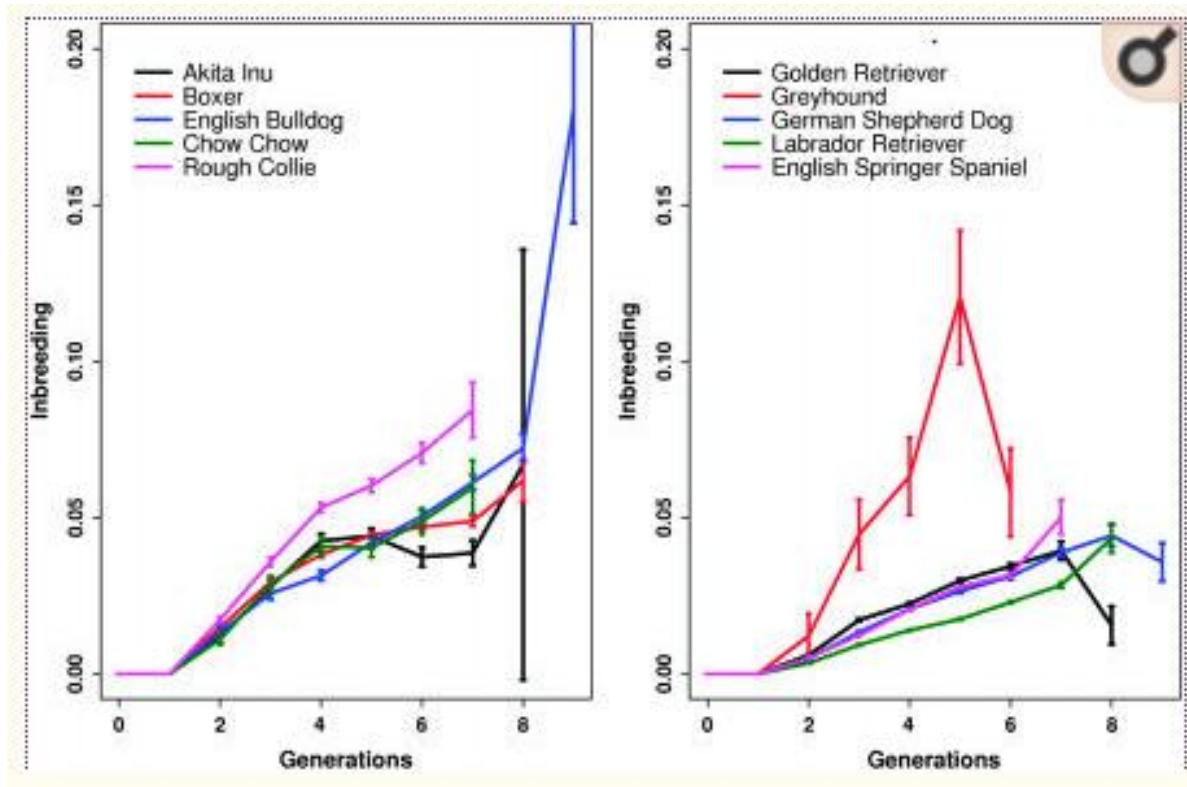 0.20
0.15
0.10
0.05
0.00
Inbreeding
Akita Inu
Boxer
English Bulldog
Chow Chow
Rough Collie
0 2 4 6 8
Generations
0.20
0.15
0.10
0.05
0.00
Inbreeding
Golden Retriever
Greyhound
German Shepherd Dog
Labrador Retriever
English Springer Spaniel
0 2 4 6 8
Generations